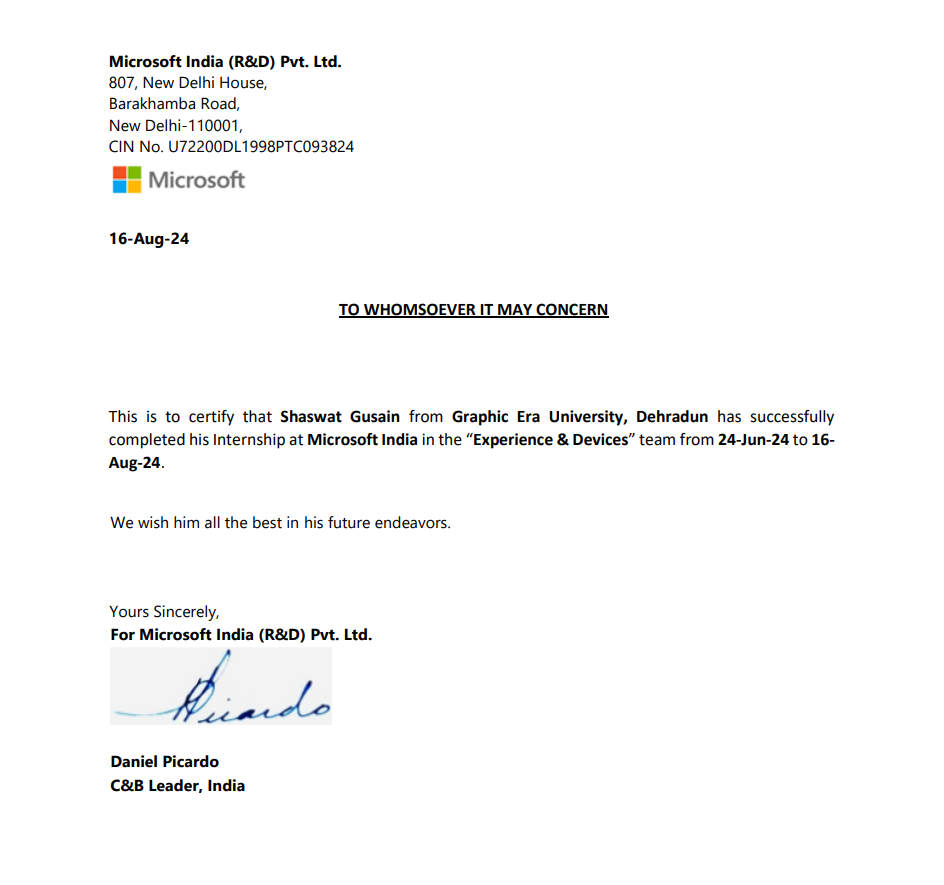 Microsoft India (R&D) Pvt. Ltd.
807, New Delhi House,
Barakhamba Road,
New Delhi-110001,
CIN No. U72200DL1998PTC093824
Microsoft
16-Aug-24
TO WHOMSOEVER IT MAY CONCERN
This is to certify that Shaswat Gusain from Graphic Era University, Dehradun has successfully
completed his Internship at Microsoft India in the “Experience & Devices” team from 24-Jun-24 to 16-
Aug-24.
We wish him all the best in his future endeavors.
Yours Sincerely,
For Microsoft India (R&D) Pvt. Ltd.
Picardo
Daniel Picardo
C&B Leader, India